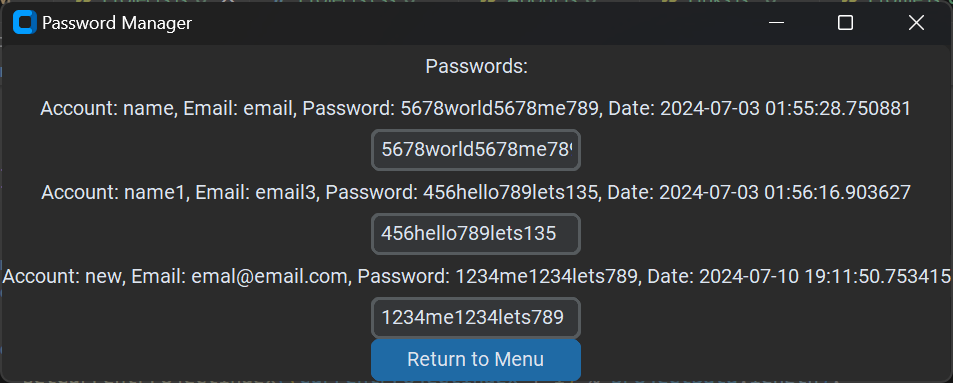 Password Manager
Passwords:
Account: name, Email: email, Password: 5678world5678me789, Date: 2024-07-03 01:55:28.750881
5678world5678me789
Account: name1, Email: email3, Password: 456hello789lets135, Date: 2024-07-03 01:56:16.903627
456hello789lets135
Account: new, Email: emal@email.com, Password: 1234me1234lets789, Date: 2024-07-10 19:11:50.753415
1234me1234lets789
Return to Menu